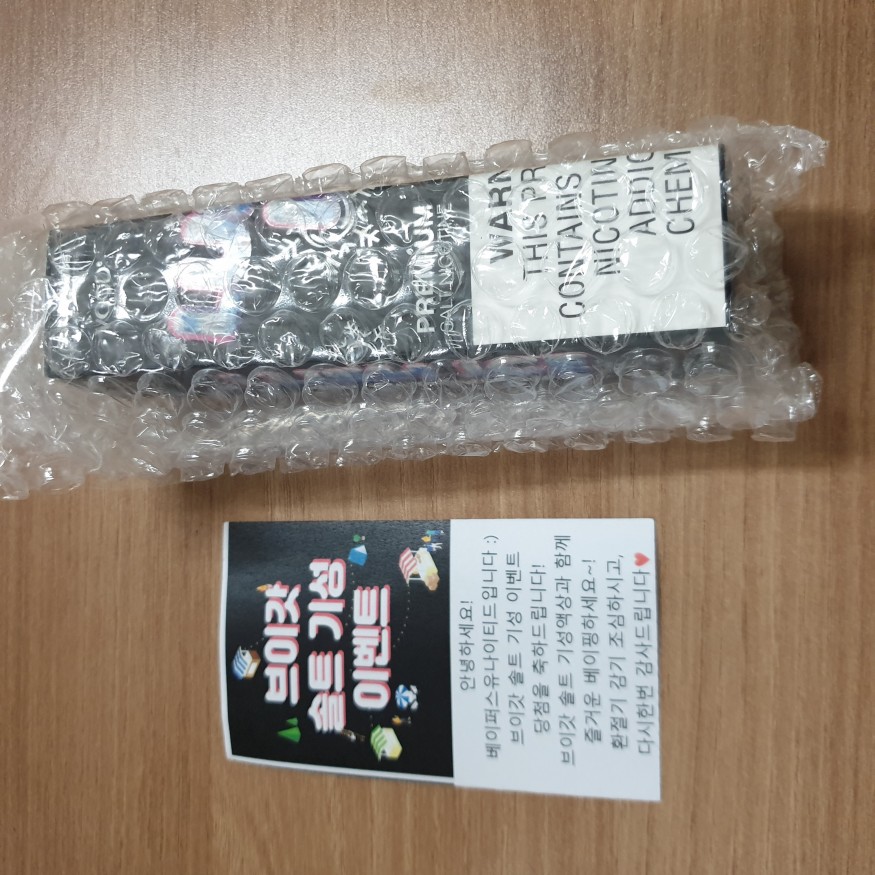 PREMIUM
SALT NICOTINE
WARN
THIS PR
CONTAINS
NICOTIN
ADDIC
CHEM
브이갓
솔트 기성
이벤트
안녕하세요!
베이퍼스유나이티드입니다 :)
브이갓 솔트 기성 이벤트
당첨을 축하드립니다!
브이갓 솔트 기성액상과 함께
즐거운 베이핑하세요~!
환절기 감기 조심하시고,
다시한번 감사드립니다♥